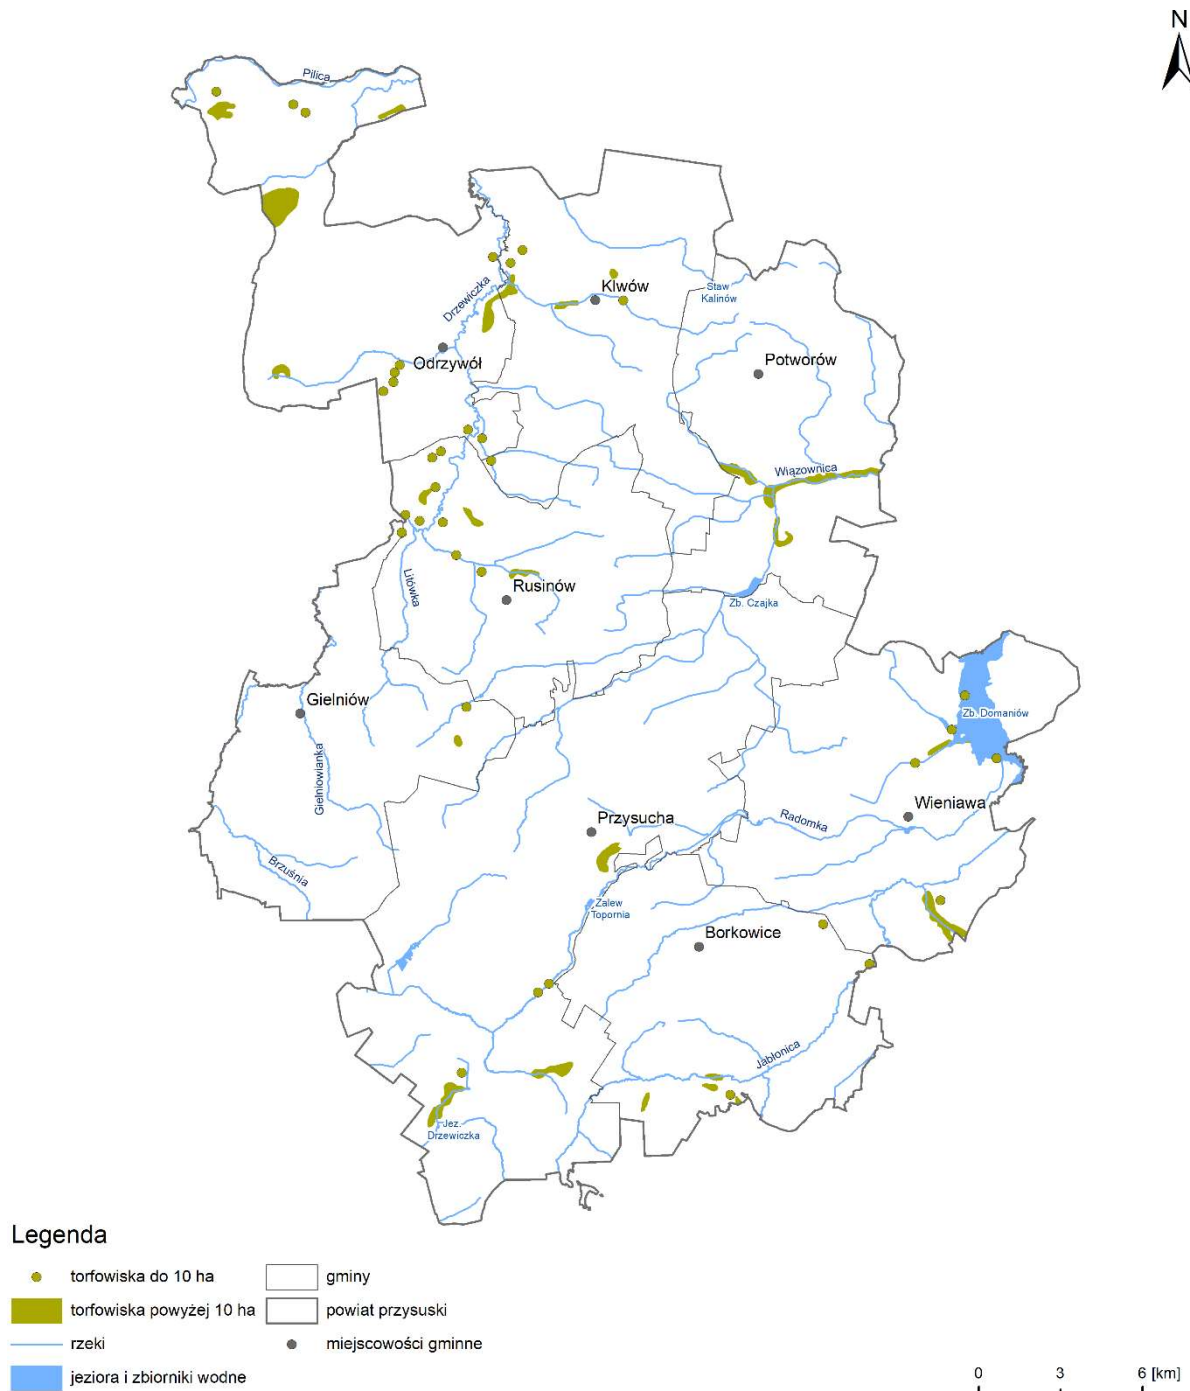 N
Pilica
Drzewiczka
Klwów
Staw
Kalinów
Odrzywół
Potworów
Wiązownica
Litówka
Rusinów
Zb. Czajka
Gielniów
Zb. Domaniów
Gielniowianka
Przysucha
Radomka
Wieniawa
Brzuśnia
Zalew
Topornia
Borkowice
Jabłonica
Jez.
Drzewiczka
Legenda
torfowiska do 10 ha
gminy
torfowiska powyżej 10 ha
powiat przysuski
rzeki
miejscowości gminne
jeziora i zbiorniki wodne
0 3 6 [km]